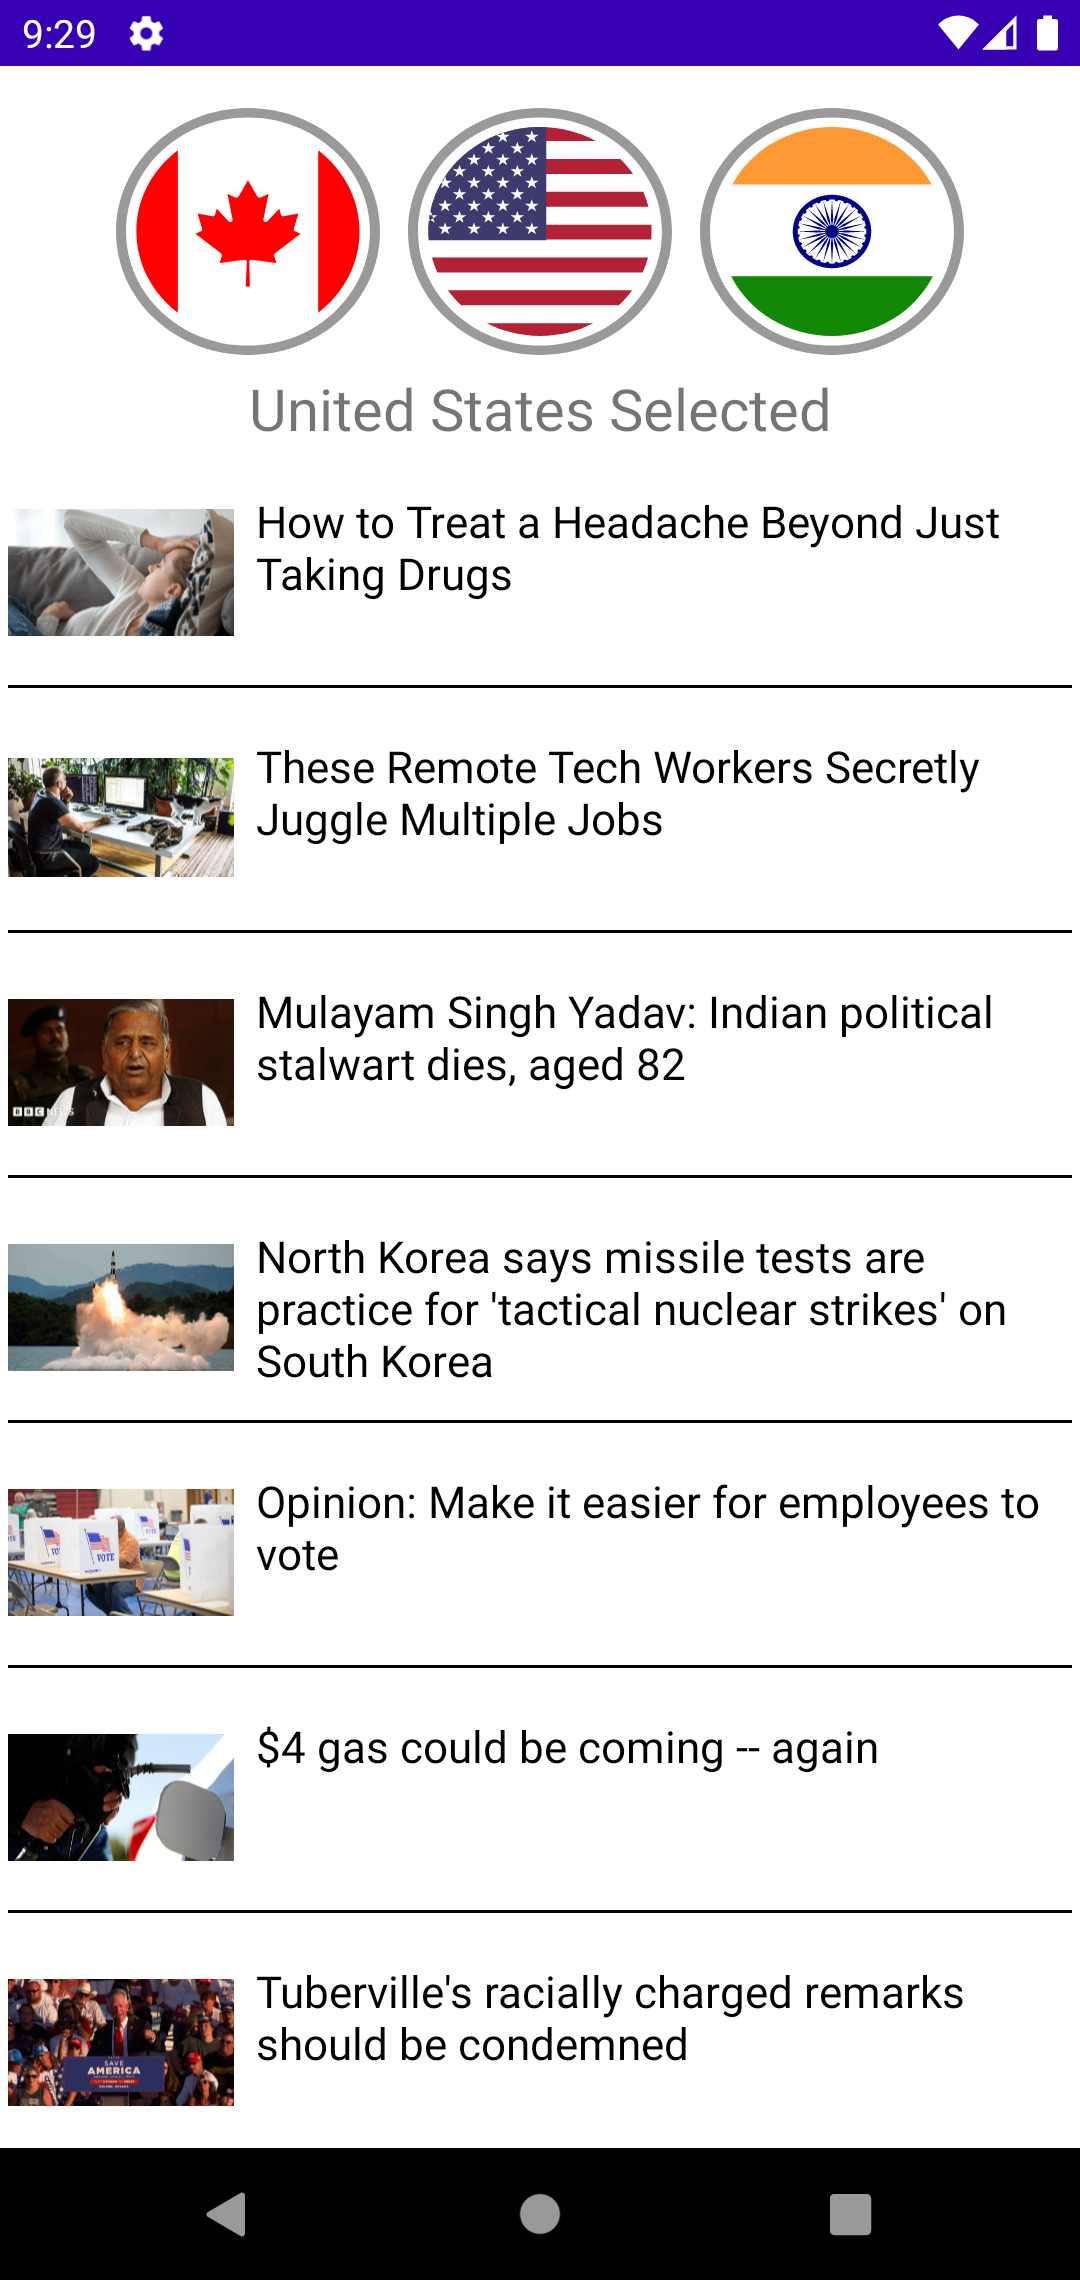 9:29
United States Selected
How to Treat a Headache Beyond Just
Taking Drugs
These Remote Tech Workers Secretly
Juggle Multiple Jobs
Mulayam Singh Yadav: Indian political
stalwart dies, aged 82
BBC NEWS
North Korea says missile tests are
practice for 'tactical nuclear strikes' on
South Korea
Opinion: Make it easier for employees to
vote
VOTE
VOTE
$4 gas could be coming -- again
Tuberville's racially charged remarks
should be condemned
SAVE
AMERICA